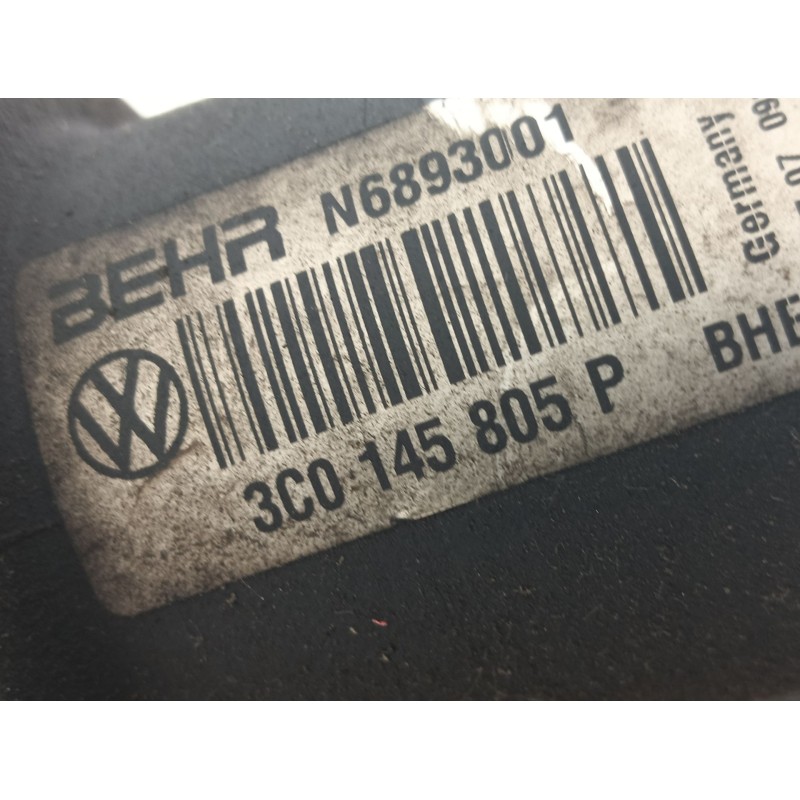 BEHR N6893001
3C0 145 805 P
BHE
Germany